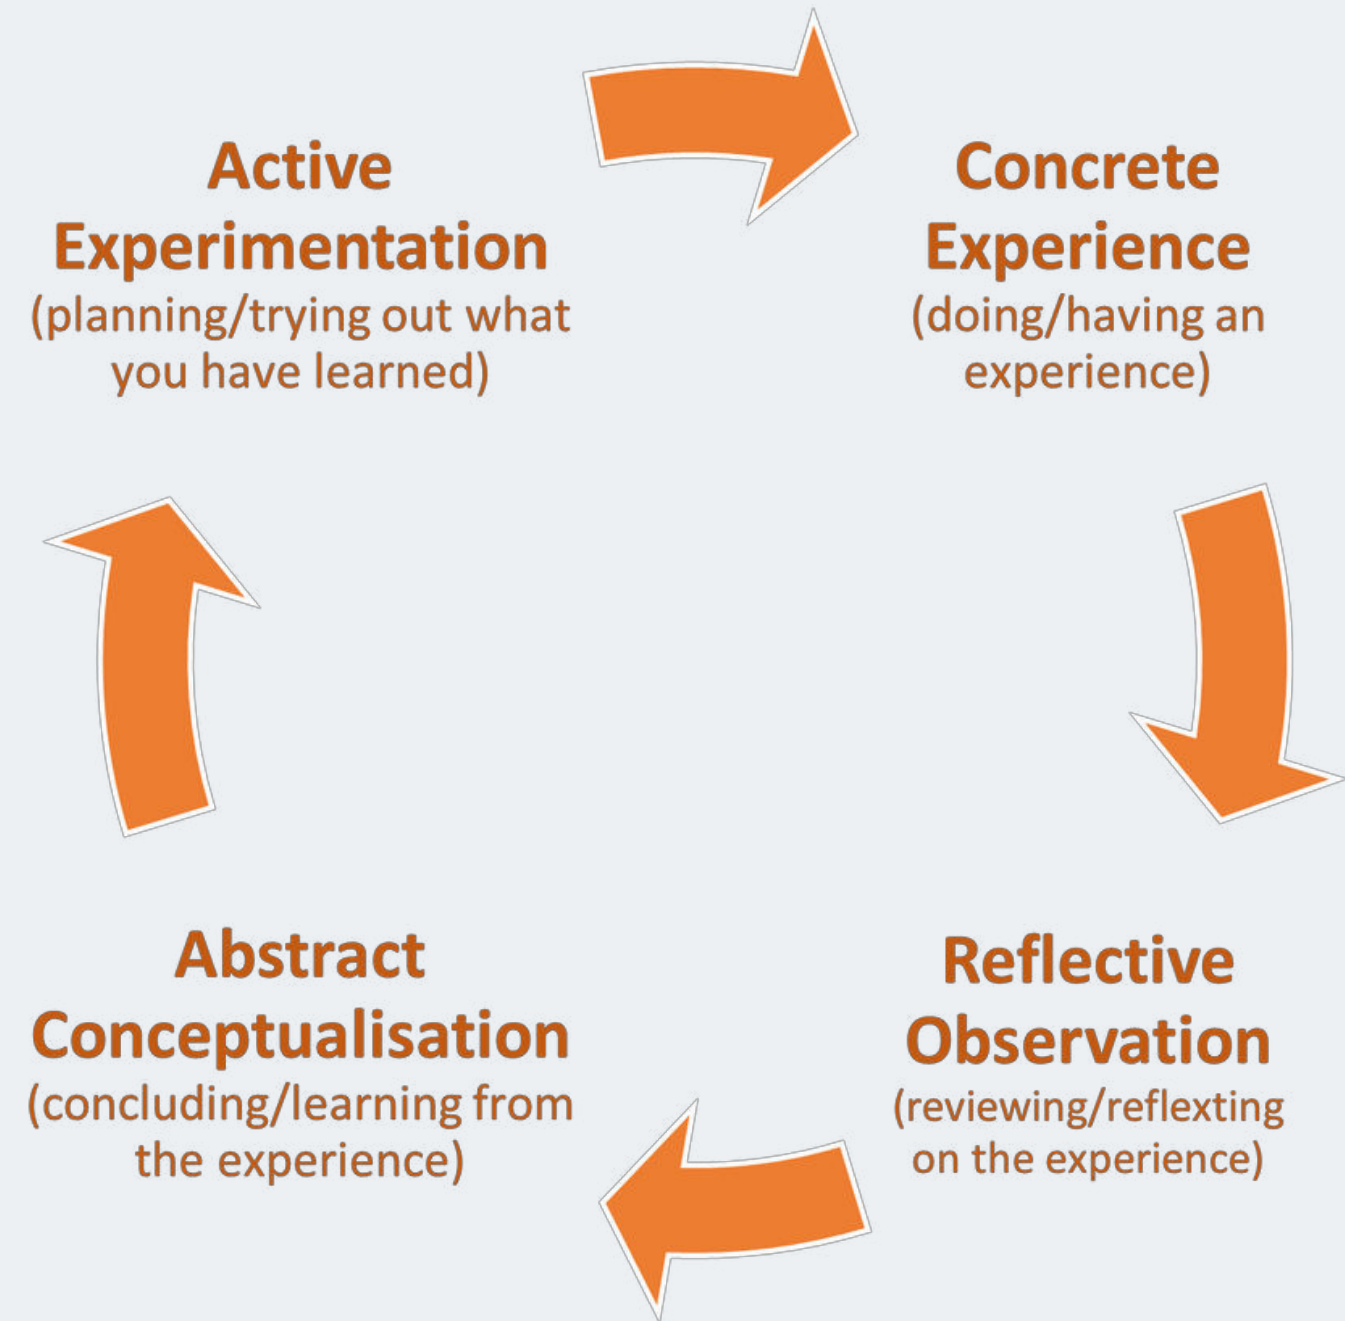 Active
Experimentation
(planning/trying out what
you have learned)
Concrete
Experience
(doing/having an
experience)
Abstract
Conceptualisation
(concluding/learning from
the experience)
Reflective
Observation
(reviewing/reflexting
on the experience)